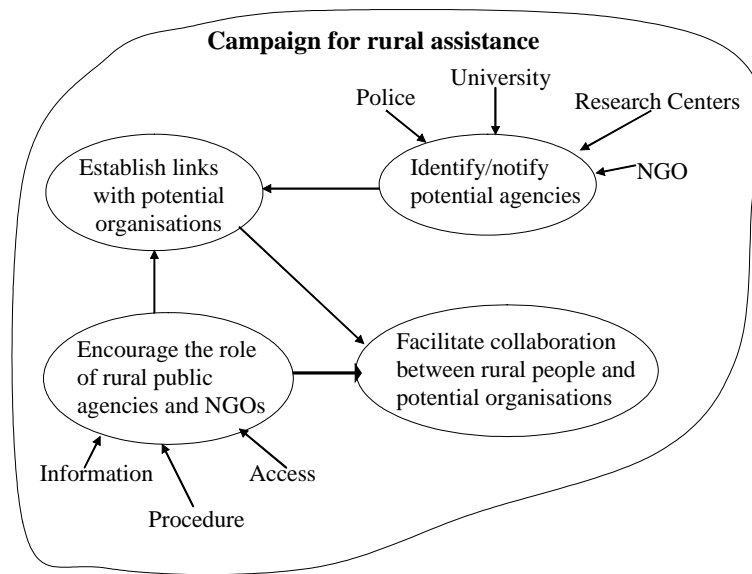 Campaign for rural assistance
University
Police
Research Centers
Establish links
with potential
organisations
Identify/notify
potential agencies
NGO
Encourage the role
of rural public
agencies and NGOs
Facilitate collaboration
between rural people and
potential organisations
Information
Access
Procedure